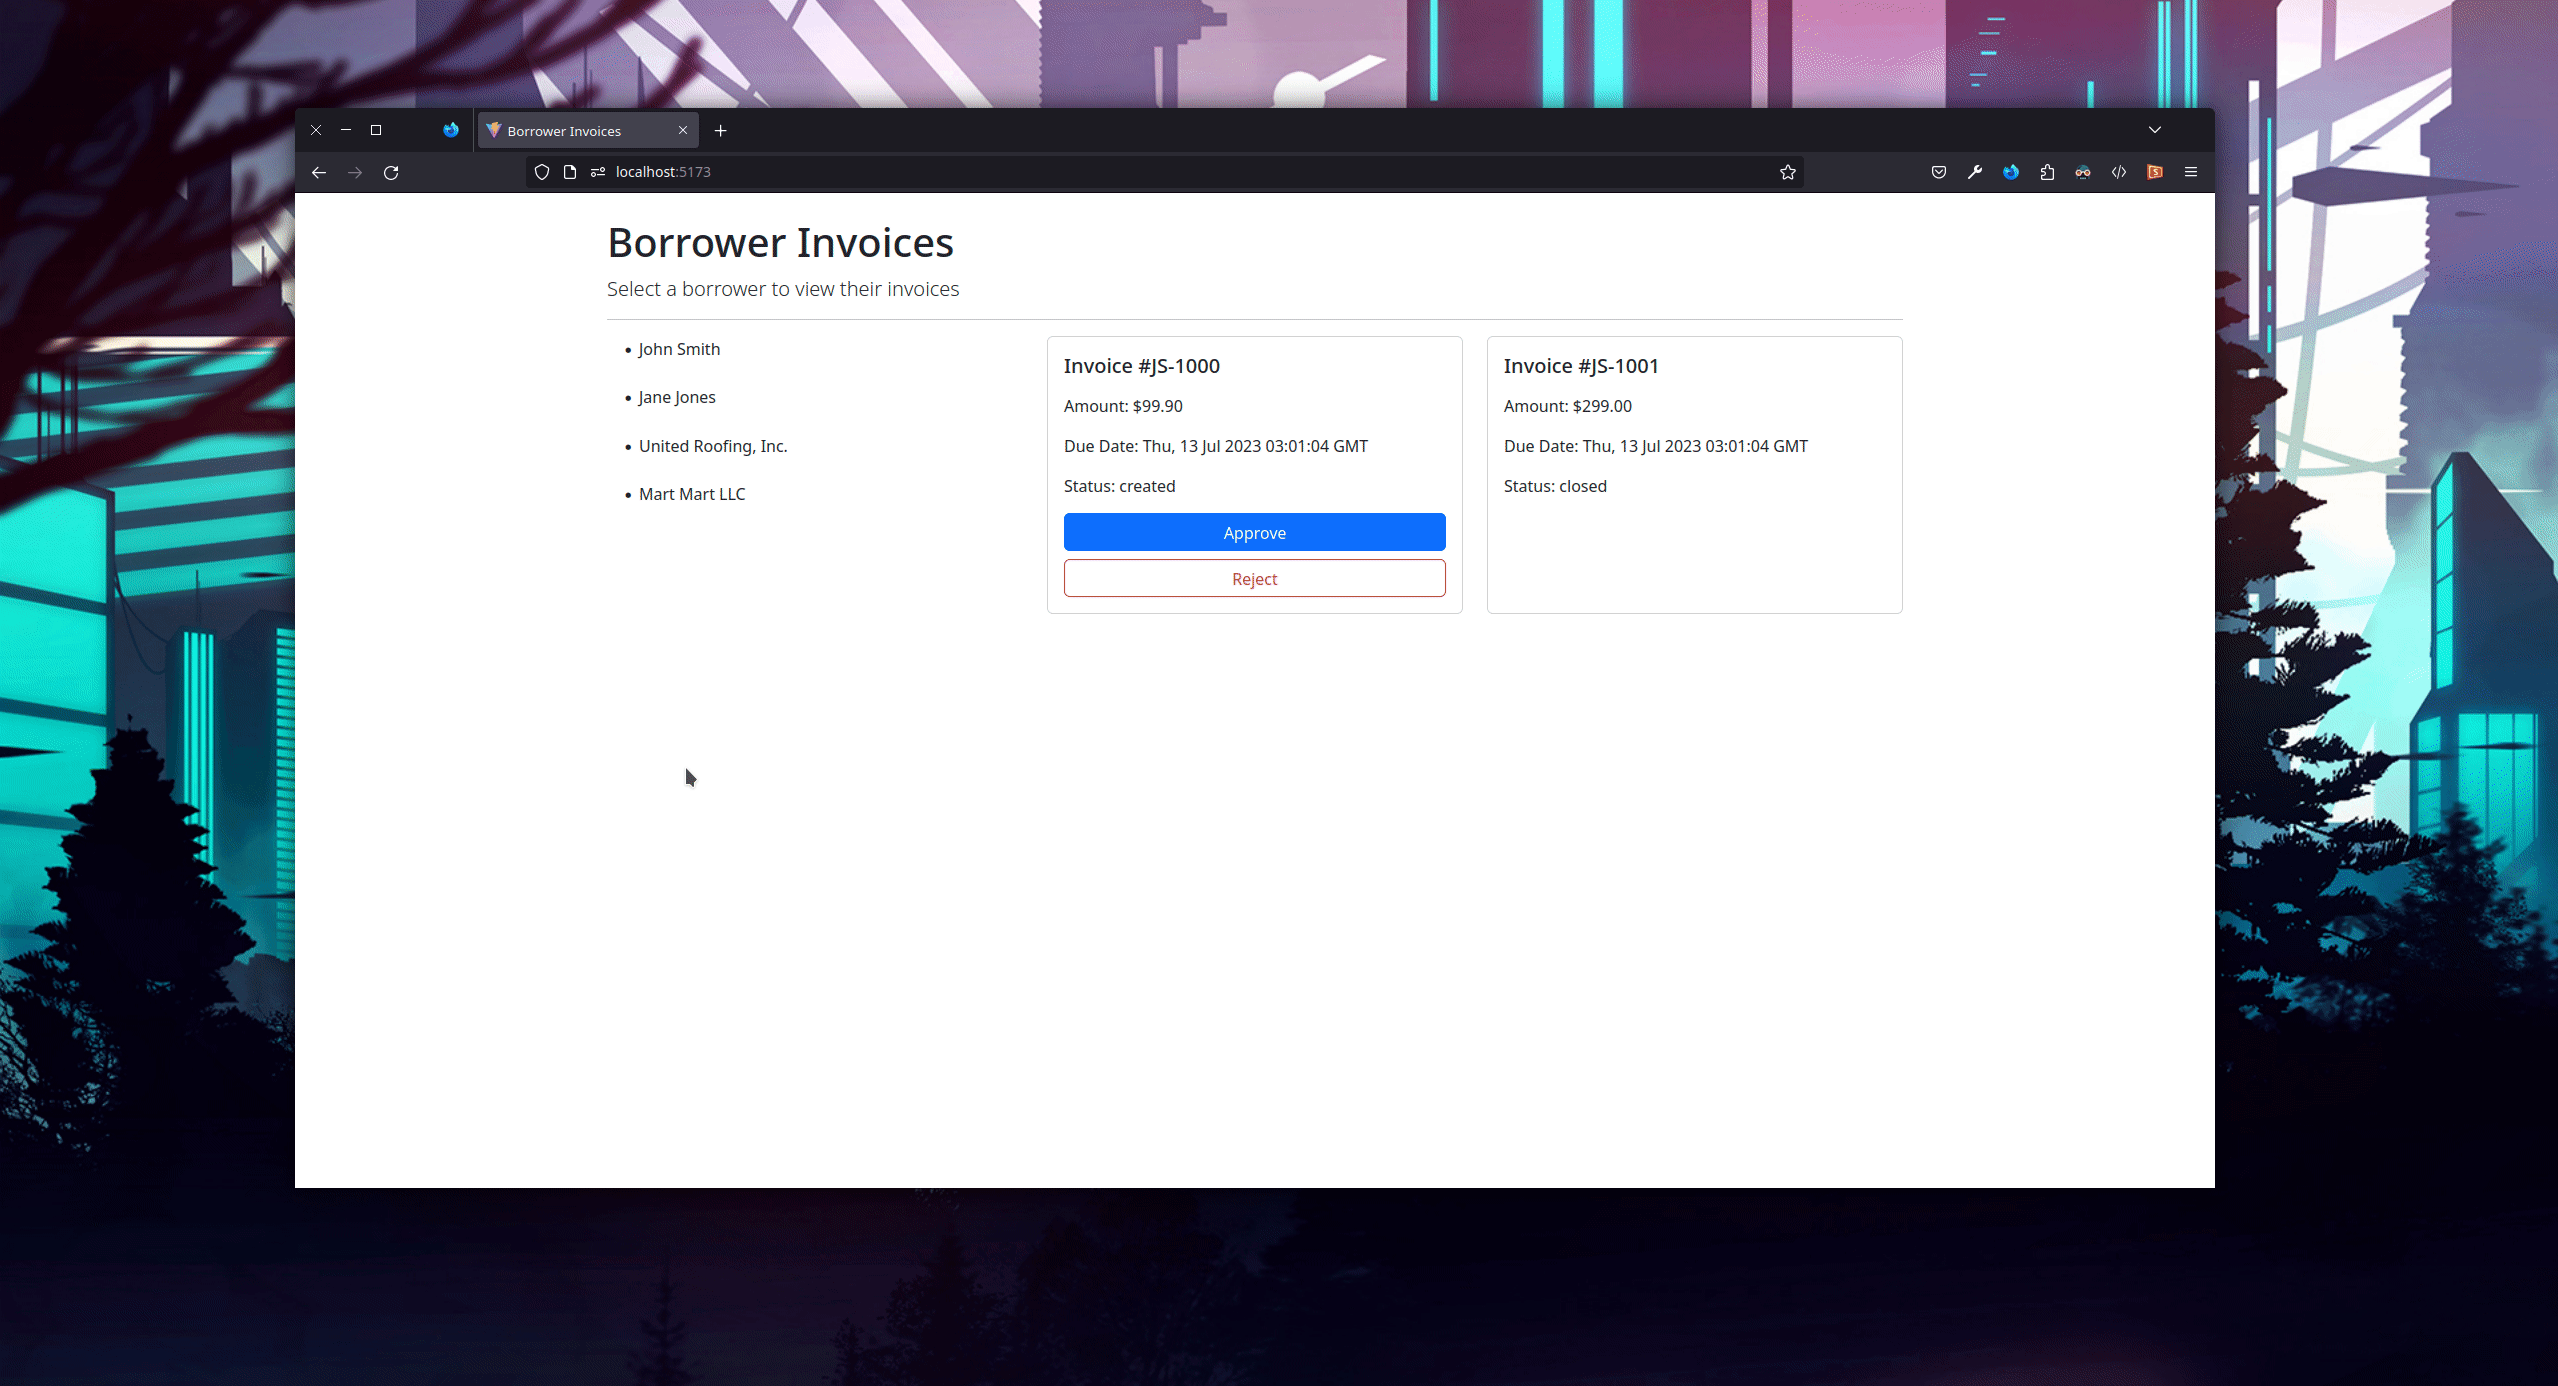 Borrower Invoices
localhost:5173
Borrower Invoices
Select a borrower to view their invoices
• John Smith
• Jane Jones
• United Roofing, Inc.
• Mart Mart LLC
Invoice #JS-1000
Amount: $99.90
Due Date: Thu, 13 Jul 2023 03:01:04 GMT
Status: created
Approve
Reject
Invoice #JS-1001
Amount: $299.00
Due Date: Thu, 13 Jul 2023 03:01:04 GMT
Status: closed